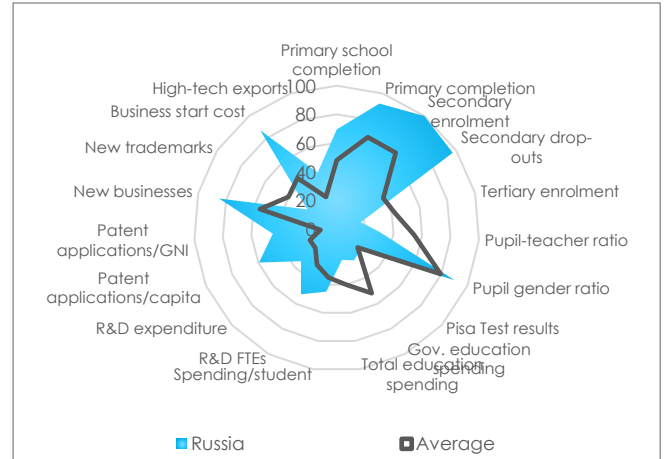 Primary school
completion
Primary completion
Secondary
enrolment
Secondary drop-
outs
Tertiary enrolment
Pupil-teacher ratio
Pupil gender ratio
Pisa Test results
Gov. education
spending
Total education
spending
Spending/student
R&D FTEs
R&D expenditure
Patent
applications/capita
Patent
applications/GNI
New businesses
New trademarks
Business start cost
High-tech exports
100
80
60
40
20
0
Russia
Average